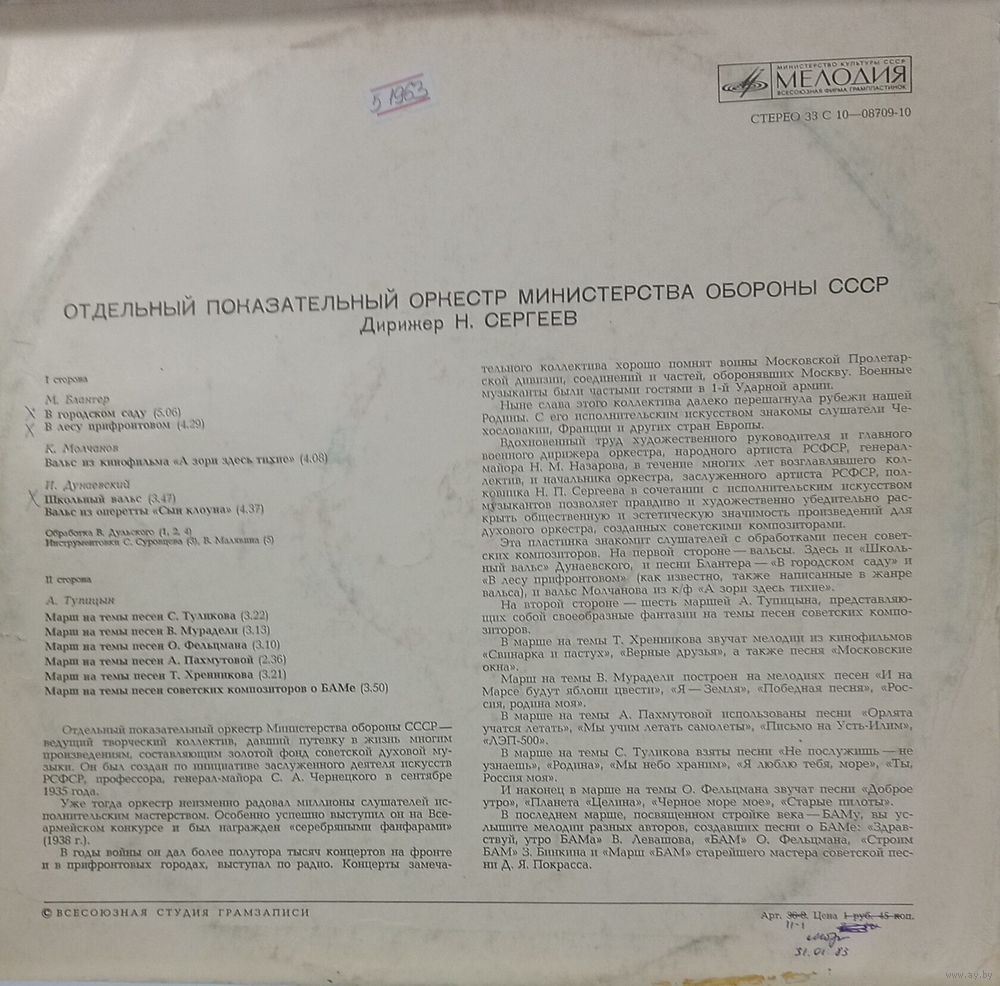 5 1963
МИНИСТЕРСТВО КУЛЬТУРЫ СССР
МЕЛОДИЯ
ВСЕСОЮЗНАЯ ФИРМА ГРАМПЛАСТИНОК
СТЕРЕО 33 С 10—08709-10
ОТДЕЛЬНЫЙ ПОКАЗАТЕЛЬНЫЙ ОРКЕСТР МИНИСТЕРСТВА ОБОРОНЫ СССР
Дирижер Н. СЕРГЕЕВ
I сторона
М. Блантер
В городском саду (5.06)
В лесу прифронтовом (4.29)
К. Молчанов
Вальс из кинофильма «А зори здесь тихие» (4.08)
И. Дунаевский
Школьный вальс (3.47)
Вальс из оперетты «Сын клоуна» (4.37)
Обработка В. Дульского (1, 2, 4)
Инструментовки С. Суровцева (3), В. Малюшина (5)
II сторона
А. Тупицын
Марш на темы песен С. Туликова (3.22)
Марш на темы песен В. Мурадели (3.13)
Марш на темы песен О. Фельцмана (3.10)
Марш на темы песен А. Пахмутовой (2.36)
Марш на темы песен Т. Хренникова (3.21)
Марш на темы песен советских композиторов о БАМе (3.50)
Отдельный показательный оркестр Министерства обороны СССР—
ведущий творческий коллектив, давший путевку в жизнь многим
произведениям, составляющим золотой фонд советской духовой му-
зыки. Он был создан по инициативе заслуженного деятеля искусств
РСФСР, профессора, генерал-майора С. А. Чернецкого в сентябре
1935 года.
Уже тогда оркестр неизменно радовал миллионы слушателей ис-
полнительским мастерством. Особенно успешно выступил он на Все-
армейском конкурсе и был награжден «серебряными фанфарами»
(1938 г.).
В годы войны он дал более полутора тысяч концертов на фронте
и в прифронтовых городах, выступал по радио. Концерты замеча-
тельного коллектива хорошо помнят воины Московской Пролетар-
ской дивизии, соединений и частей, оборонявших Москву. Военные
музыканты были частыми гостями в 1-й Ударной армии.
Ныне слава этого коллектива далеко перешагнула рубежи нашей
Родины. С его исполнительским искусством знакомы слушатели Че-
хословакии, Франции и других стран Европы.
Вдохновенный труд художественного руководителя и главного
военного дирижера оркестра, народного артиста РСФСР, генерал-
майора Н. М. Назарова, в течение многих лет возглавлявшего кол-
лектив, и начальника оркестра, заслуженного артиста РСФСР, пол-
ковника Н. П. Сергеева в сочетании с исполнительским искусством
музыкантов позволяет правдиво и художественно убедительно рас-
крыть общественную и эстетическую значимость произведений для
духового оркестра, созданных советскими композиторами.
Эта пластинка знакомит слушателей с обработками песен совет-
ских композиторов. На первой стороне — вальсы. Здесь и «Школь-
ный вальс» Дунаевского, и песни Блантера — «В городском саду» и
«В лесу прифронтовом» (как известно, также написанные в жанре
вальса), и вальс Молчанова из к/ф «А зори здесь тихие».
На второй стороне — шесть маршей А. Тупицына, представляю-
щих собой своеобразные фантазии на темы песен советских компо-
зиторов.
В марше на темы Т. Хренникова звучат мелодии из кинофильмов
«Свинарка и пастух», «Верные друзья», а также песня «Московские
окна».
Марш на темы В. Мурадели построен на мелодиях песен «И на
Марсе будут яблони цвести», «Я — Земля», «Победная песня», «Рос-
сия, родина моя».
В марше на темы А. Пахмутовой использованы песни «Орлята
учатся летать», «Мы учим летать самолеты», «Письмо на Усть-Илим»,
«ЛЭП-500».
В марше на темы С. Туликова взяты песни «Не послужишь — не
узнаешь», «Родина», «Мы небо храним», «Я люблю тебя, море», «Ты,
Россия моя».
И наконец в марше на темы О. Фельцмана звучат песни «Доброе
утро», «Планета «Целина», «Черное море мое», «Старые пилоты».
В последнем марше, посвященном стройке века — БАМу, вы ус-
лышите мелодии разных авторов, создавших песни о БАМе: «Здрав-
ствуй, утро БАМа» В. Левашова, «БАМ» О. Фельцмана, «Строим
БАМ» З. Бинкина и «Марш «БАМ» старейшего мастера советской пес-
ни Д. Я. Покрасса.
© ВСЕСОЮЗНАЯ СТУДИЯ ГРАМЗАПИСИ
Арт. 36-8. Цена 1 руб. 45 коп.
11-1
31.01.83
www.ay.by